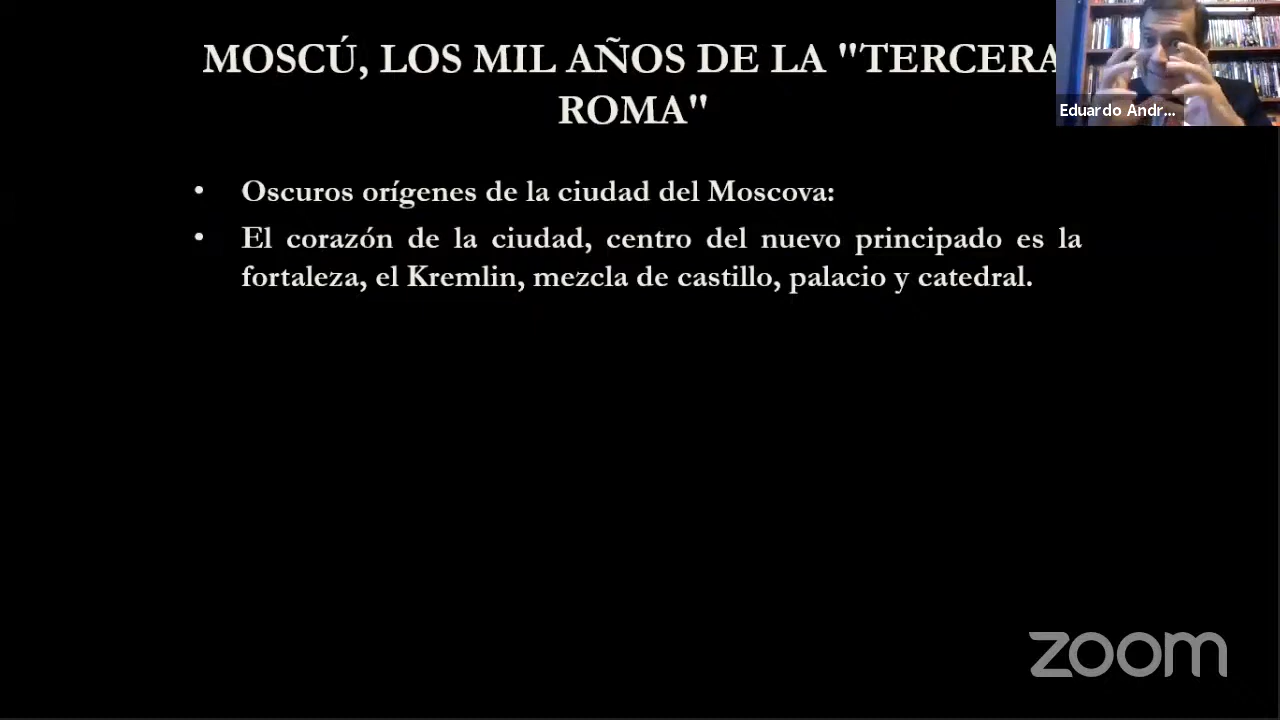 MOSCÚ, LOS MIL AÑOS DE LA "TERCERA
ROMA"
Eduardo Andr...
• Oscuros orígenes de la ciudad del Moscova:
• El corazón de la ciudad, centro del nuevo principado es la
fortaleza, el Kremlin, mezcla de castillo, palacio y catedral.
zoom